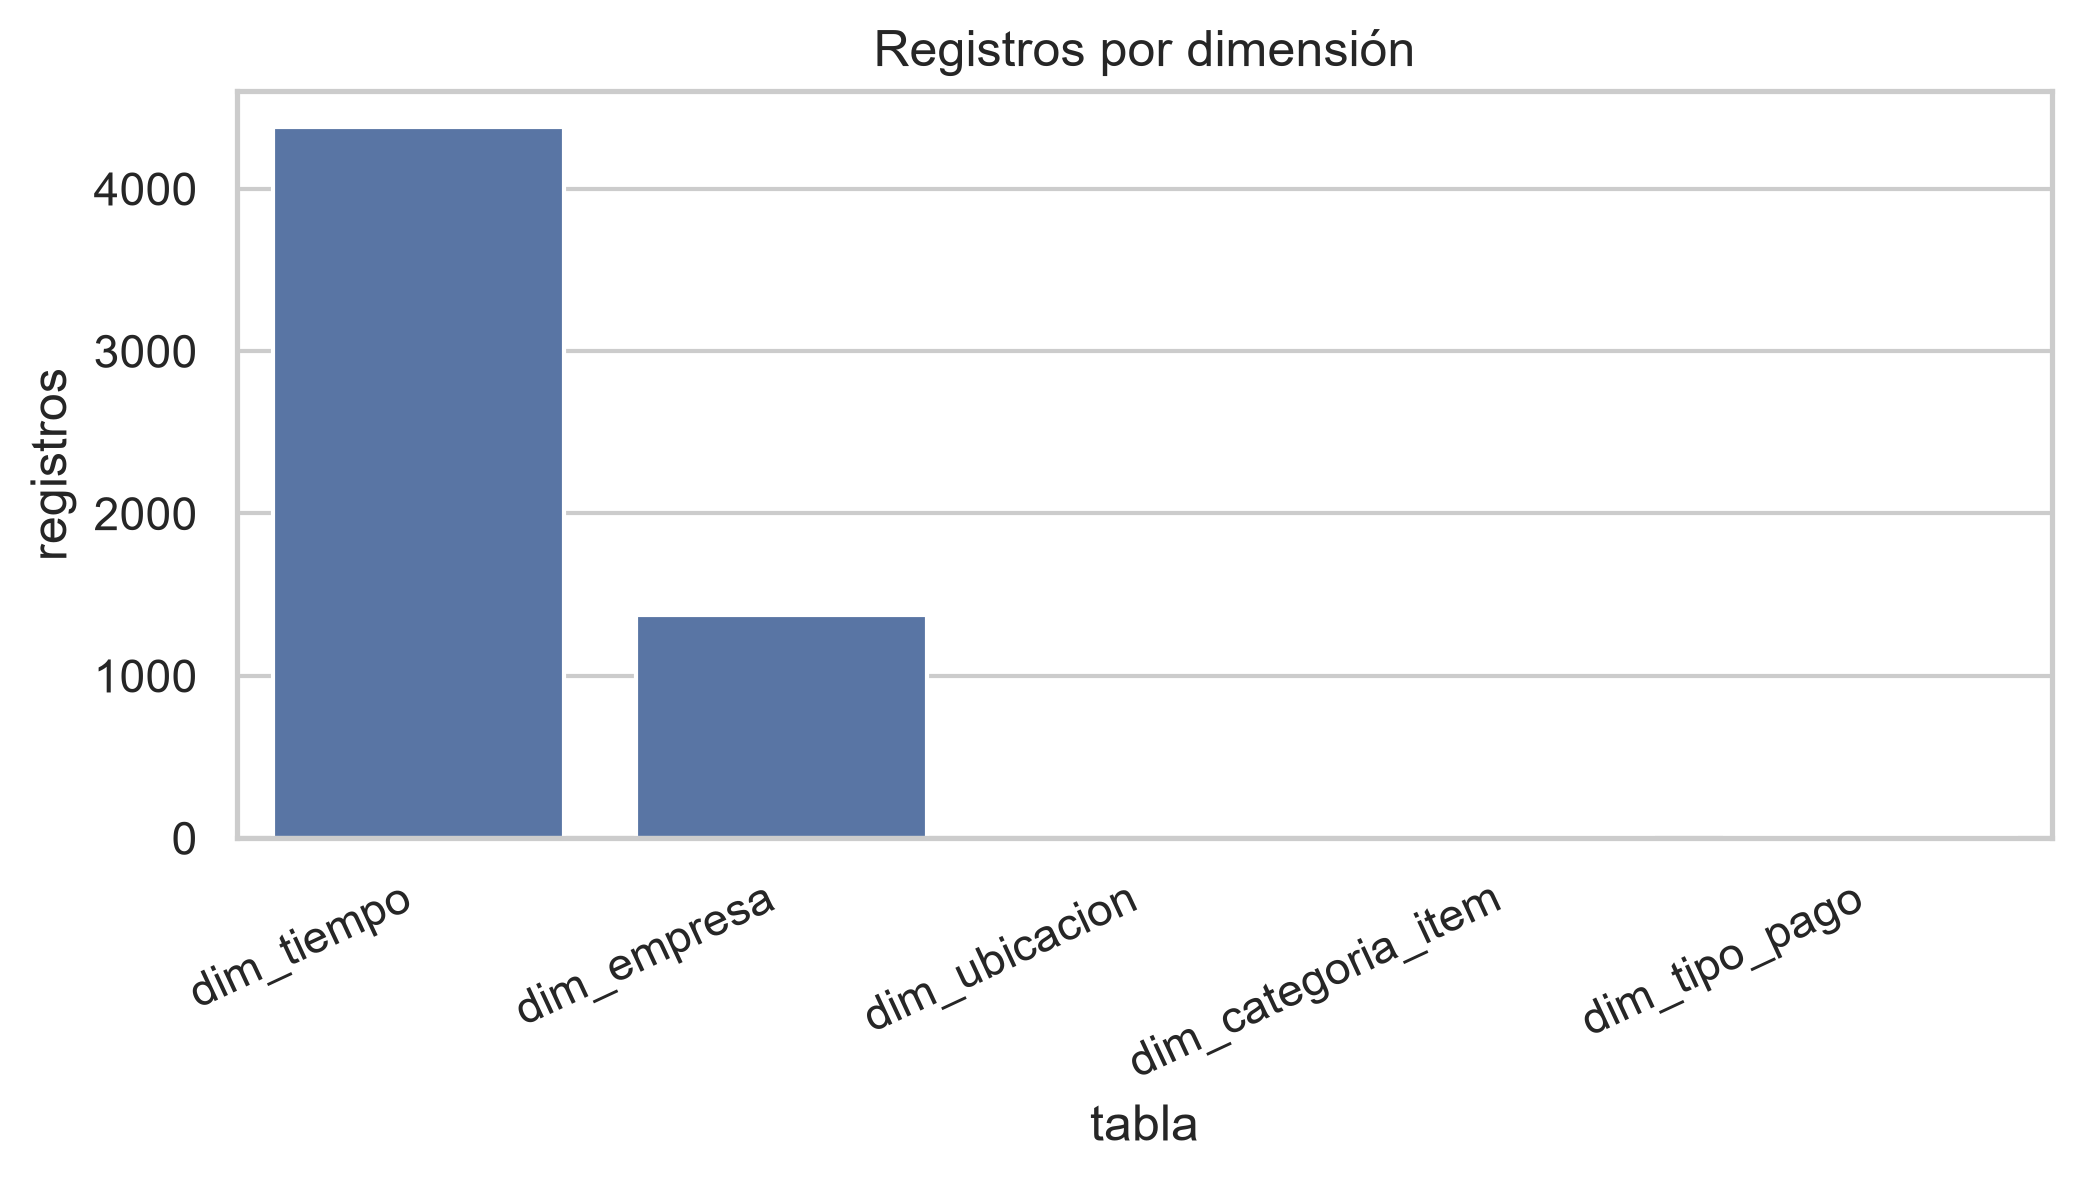 Registros por dimensión
registros
4000
3000
2000
1000
0
dim_tiempo
dim_empresa
dim_ubicacion
dim_categoria_item
dim_tipo_pago
tabla